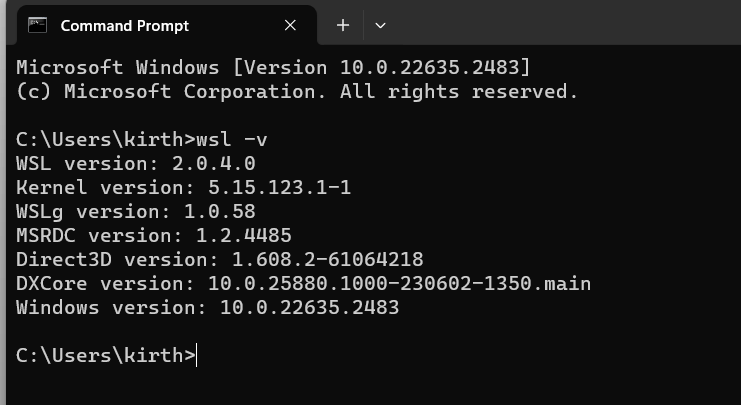 Command Prompt
Microsoft Windows [Version 10.0.22635.2483]
(c) Microsoft Corporation. All rights reserved.
C:\Users\kirth>wsl -v
WSL version: 2.0.4.0
Kernel version: 5.15.123.1-1
WSLg version: 1.0.58
MSRDC version: 1.2.4485
Direct3D version: 1.608.2-61064218
DXCore version: 10.0.25880.1000-230602-1350.main
Windows version: 10.0.22635.2483
C:\Users\kirth>